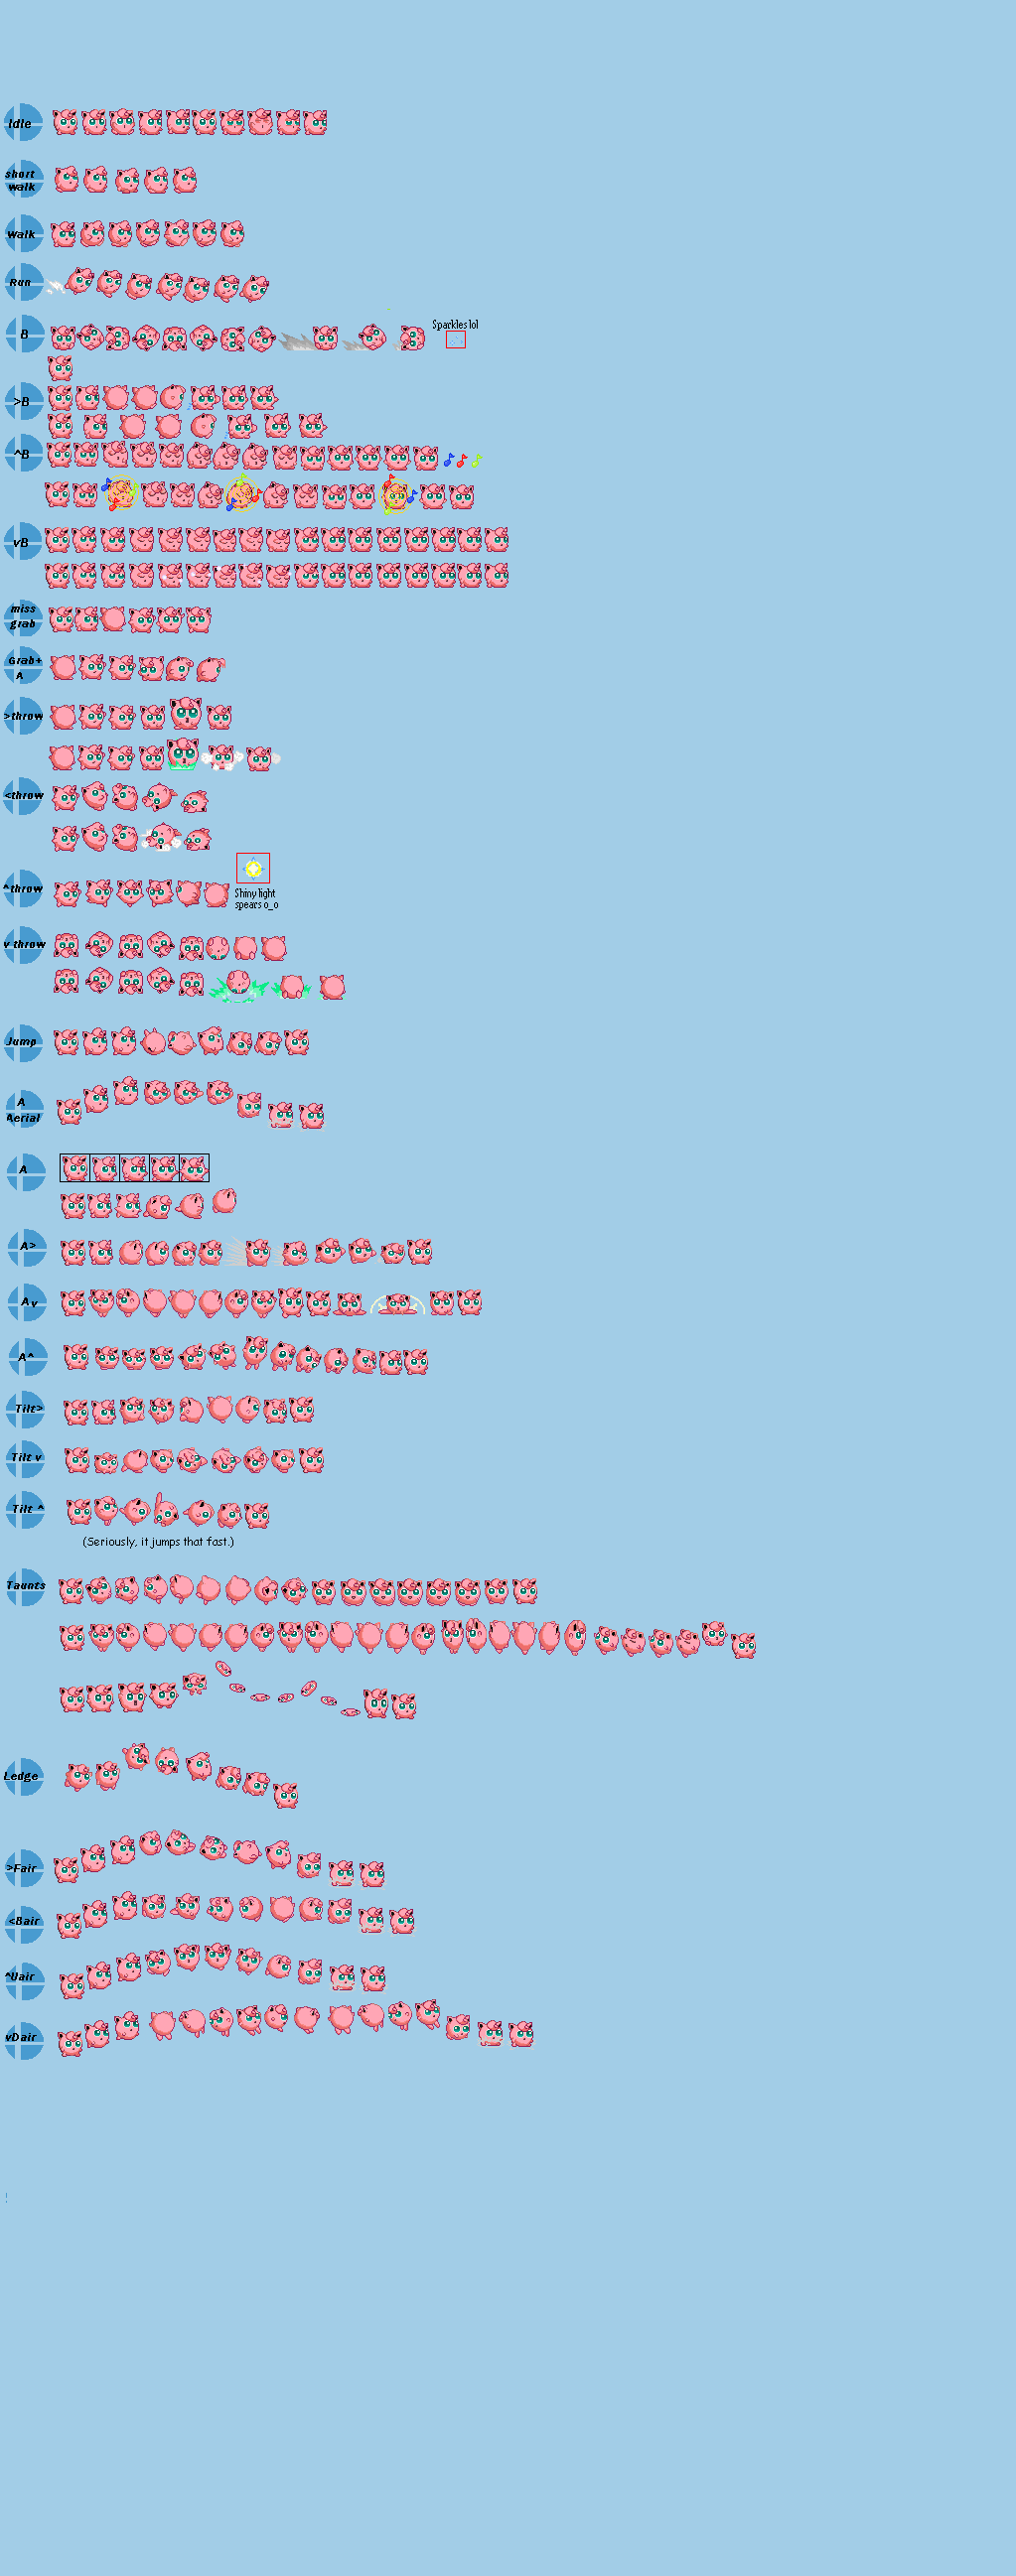 Idle
short
walk
walk
Run
B
Sparkles lol
>B
^B
vB
miss
grab
Grab+
A
>throw
<throw
^throw
Shiny light
spears o_o
v throw
Jump
A
Aerial
A
A>
Av
A^
Tilt>
Tilt v
Tilt ^
(Seriously, it jumps that fast.)
Taunts
Ledge
>Fair
<Bair
^Uair
vDair